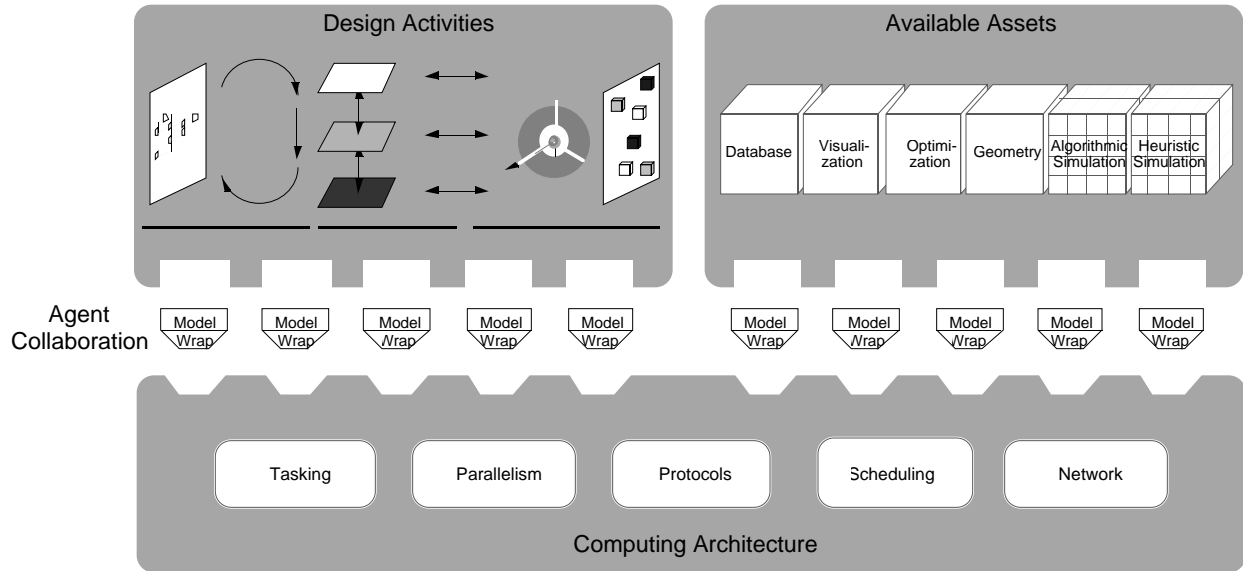 Design Activities
Available Assets
Database
Visuali-
zation
Optimi-
zation
Geometry
Algorithmic
Simulation
Heuristic
Simulation
Agent
Collaboration
Model
Wrap
Model
Wrap
Model
Wrap
Model
Wrap
Model
Wrap
Model
Wrap
Model
Wrap
Model
Wrap
Model
Wrap
Model
Wrap
Tasking
Parallelism
Protocols
Scheduling
Network
Computing Architecture